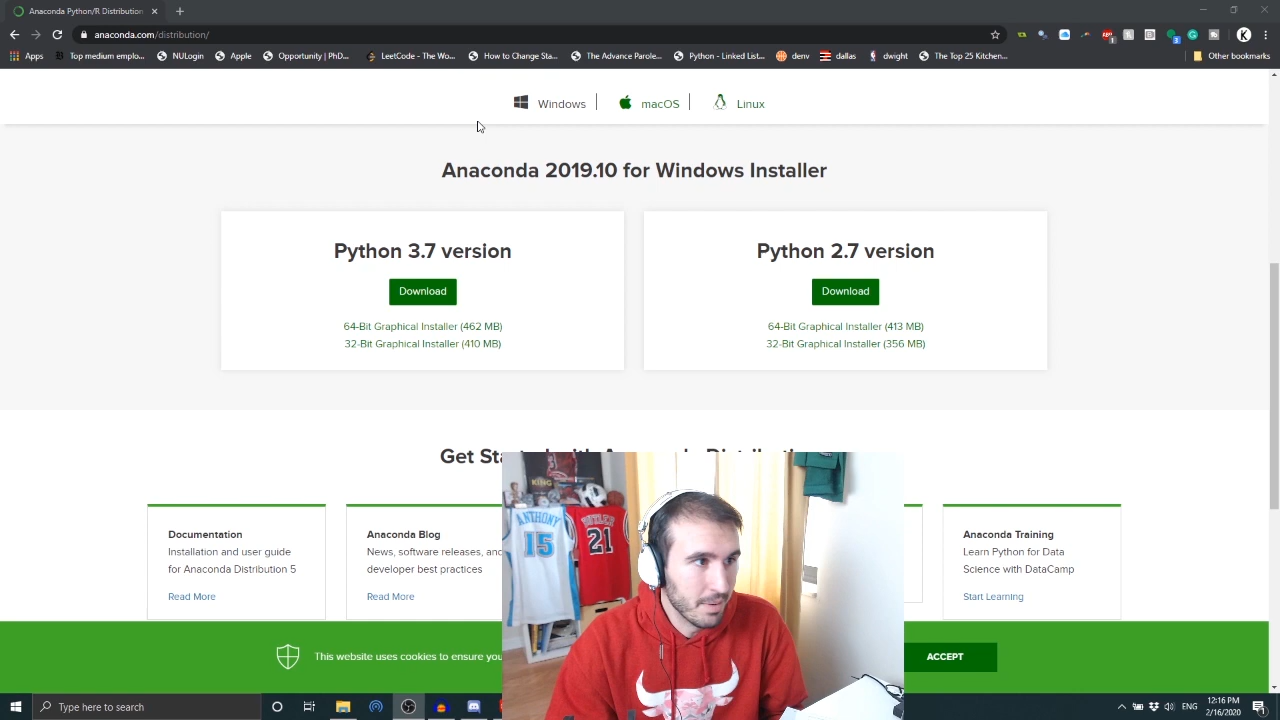 Anaconda Python/R Distribution
anaconda.com/distribution/
K
Apps
Top medium emplo...
NULogin
Apple
Opportunity | PhD...
LeetCode - The Wo...
How to Change Sta...
The Advance Parole...
Python - Linked List...
denv
dallas
dwight
The Top 25 Kitchen...
Other bookmarks
Windows
macOS
Linux
Anaconda 2019.10 for Windows Installer
Python 3.7 version
Download
64-Bit Graphical Installer (462 MB)
32-Bit Graphical Installer (410 MB)
Python 2.7 version
Download
64-Bit Graphical Installer (413 MB)
32-Bit Graphical Installer (356 MB)
Documentation
Installation and user guide
for Anaconda Distribution 5
Read More
Anaconda Blog
News, software releases, and
developer best practices
Read More
Anaconda Training
Learn Python for Data
Science with DataCamp
Start Learning
KING
ANTHONY
15
BUTLER
21
This website uses cookies to ensure you
ACCEPT
Type here to search
ENG
12:16 PM
2/16/2020